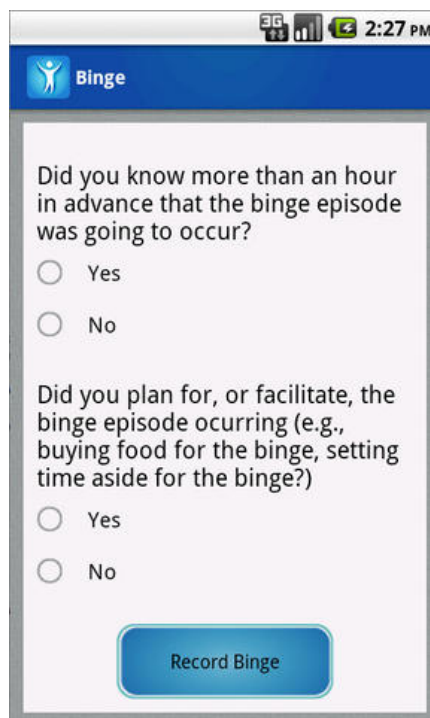 3G 2:27 PM
Binge
Did you know more than an hour
in advance that the binge episode
was going to occur?
Yes
No
Did you plan for, or facilitate, the
binge episode ocurring (e.g.,
buying food for the binge, setting
time aside for the binge?)
Yes
No
Record Binge